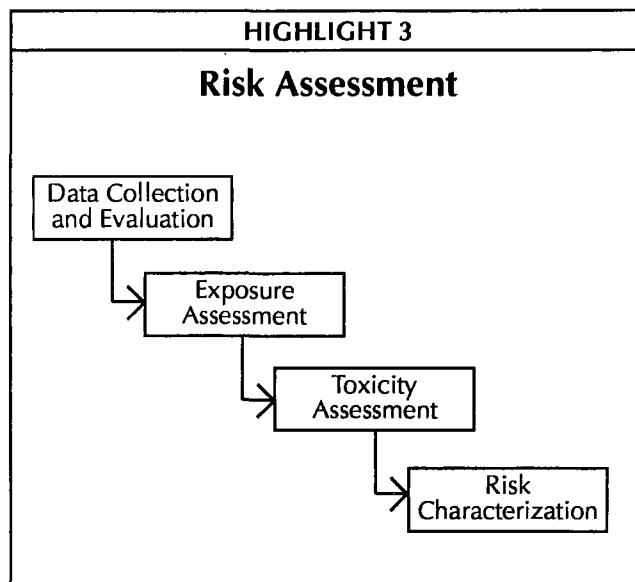 HIGHLIGHT 3
Risk Assessment
Data Collection
and Evaluation
Exposure
Assessment
Toxicity
Assessment
Risk
Characterization